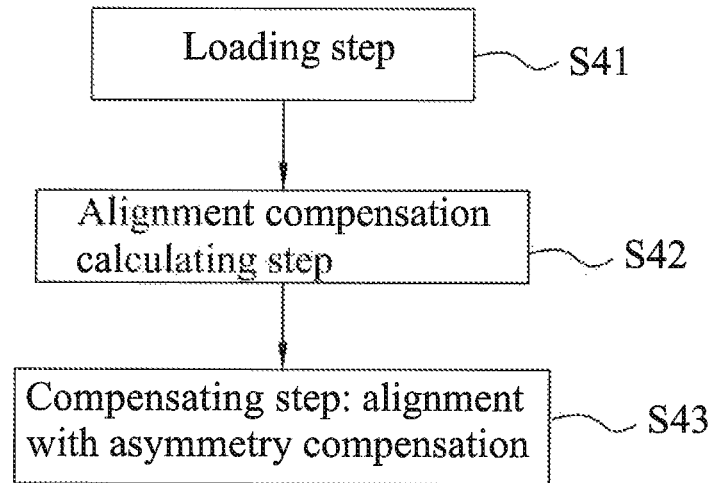 Loading step
S41
Alignment compensation
calculating step
S42
Compensating step: alignment
with asymmetry compensation
S43